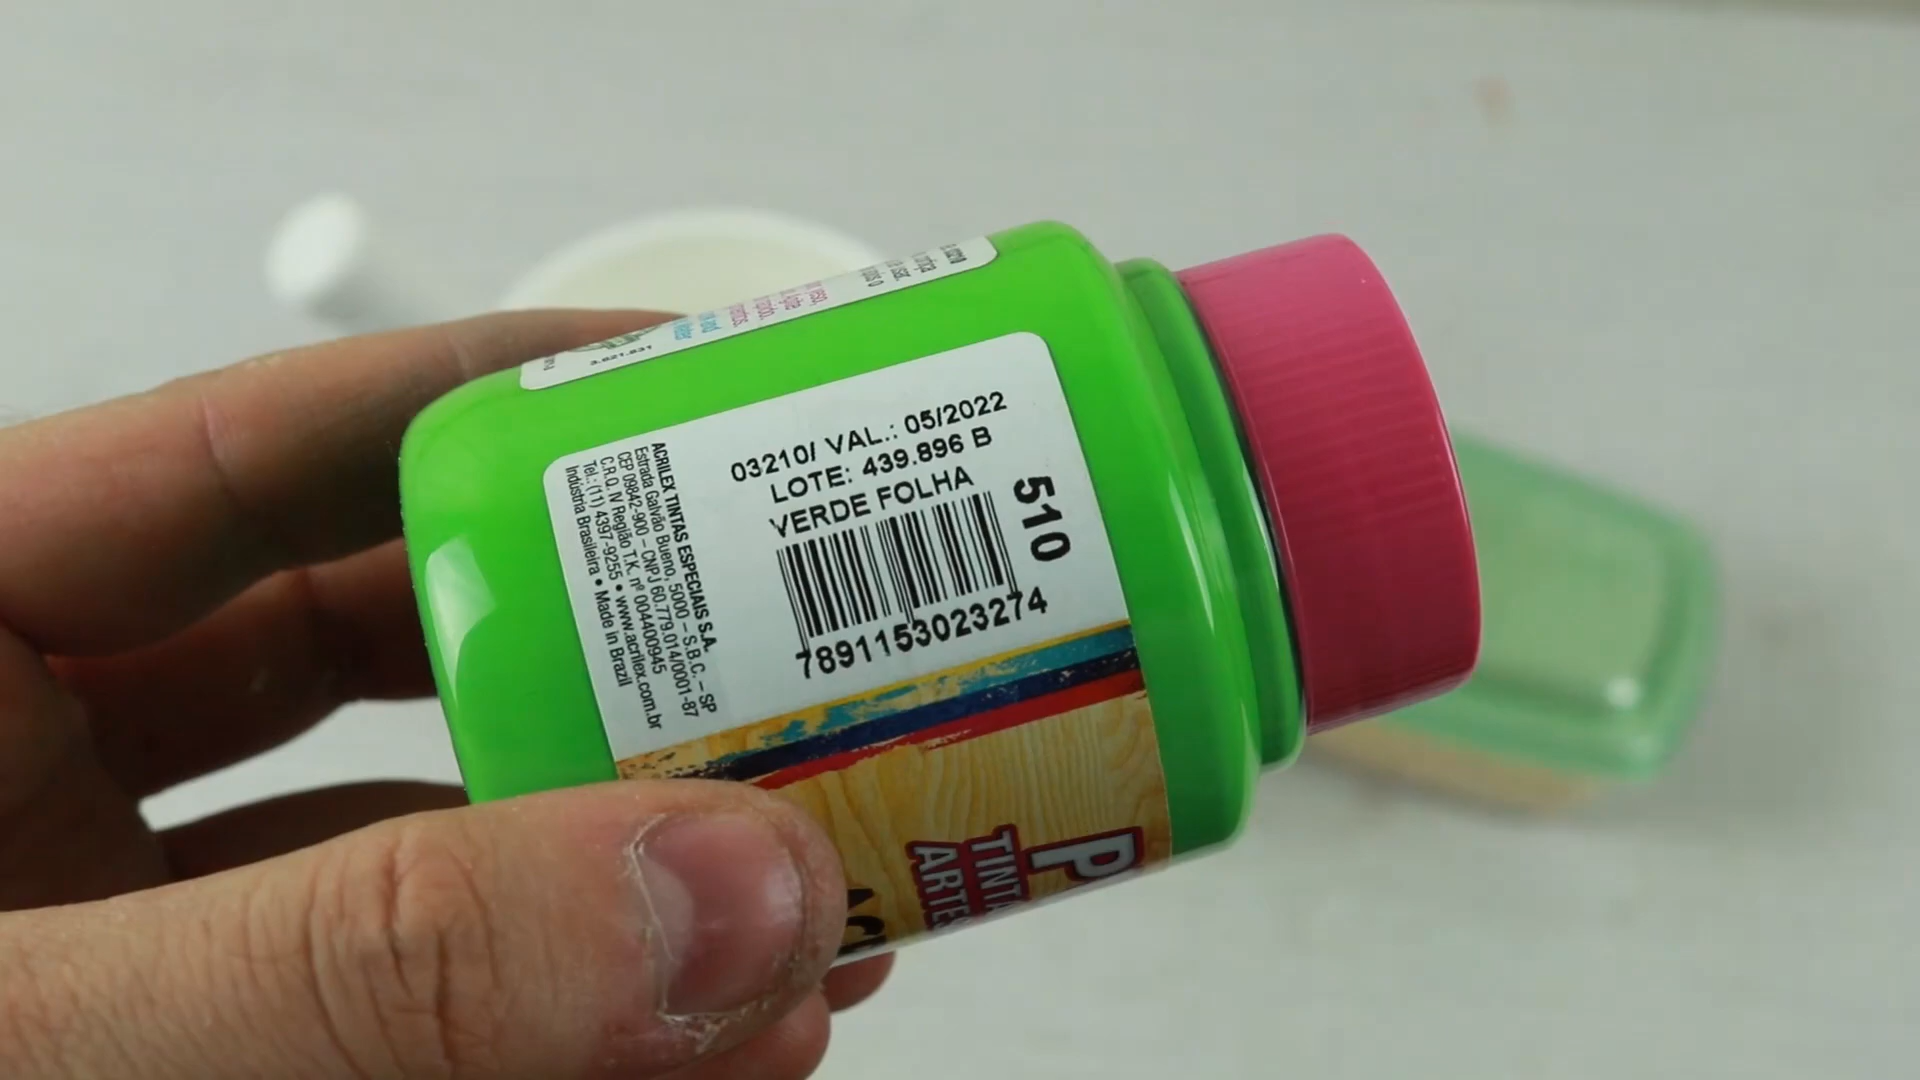 03210/ VAL.: 05/2022
LOTE: 439.896 B
VERDE FOLHA
510
7891153023274
ACRILEX TINTAS ESPECIAIS S.A.
Estrada Galvão Bueno, 5000 – S.B.C. – SP
CEP 09842-900 – CNPJ 60.779.014/0001-87
C.R.Q. IV Região T.K. nº 004400945
Tel.: (11) 4397-9255 • www.acrilex.com.br
Indústria Brasileira • Made in Brazil
3.821.831
P
TINTA
ARTES